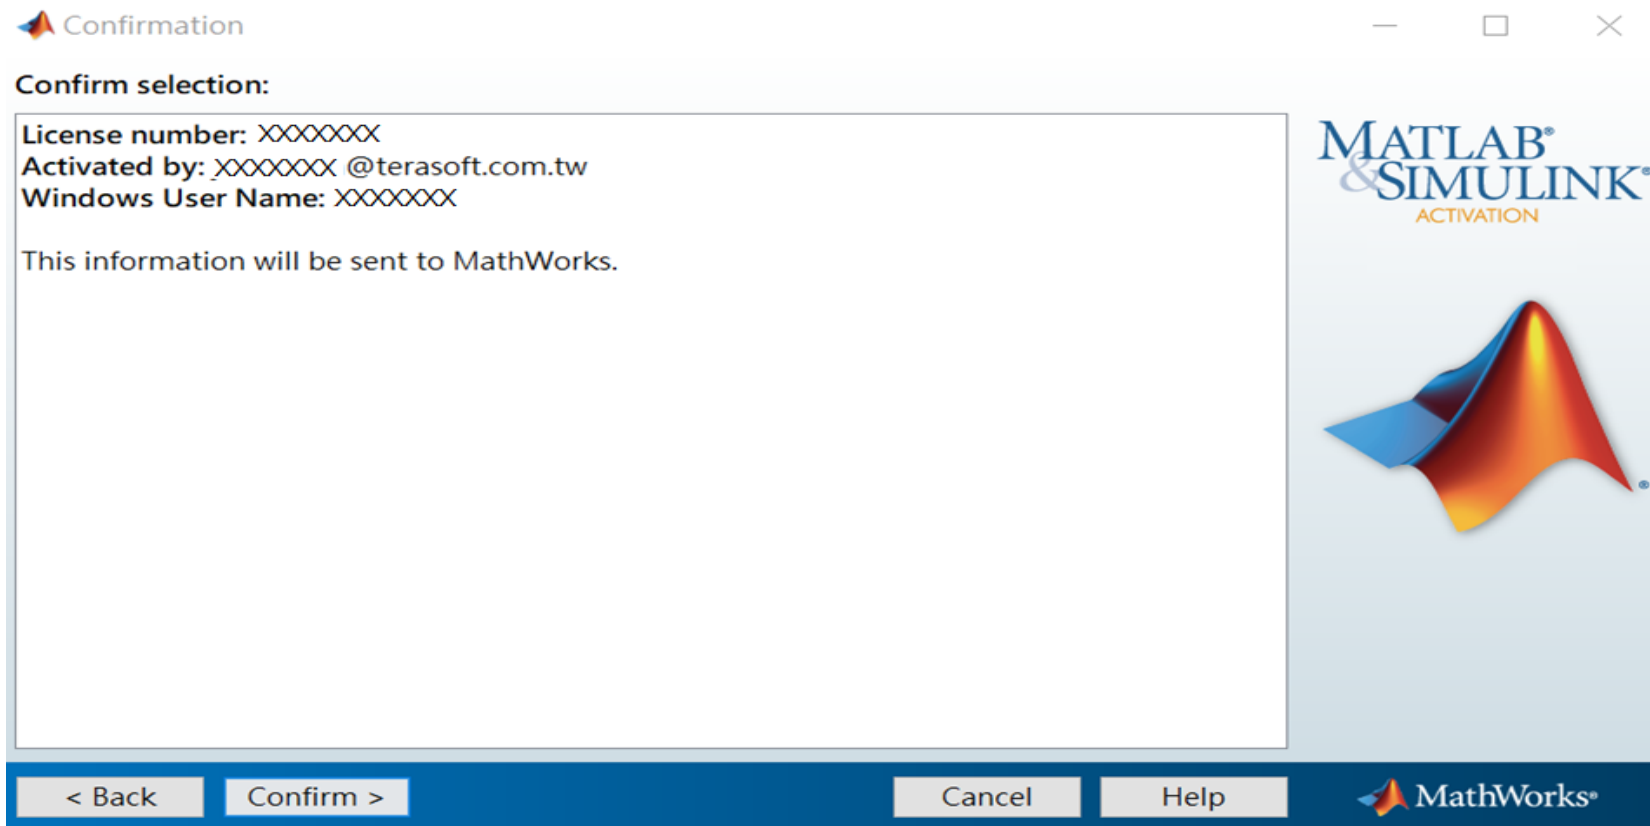 Confirmation
Confirm selection:
License number: XXXXXXX
Activated by: XXXXXXX @terasoft.com.tw
Windows User Name: XXXXXXX
This information will be sent to MathWorks.
MATLAB®
&SIMULINK®
ACTIVATION
®
< Back
Confirm >
Cancel
Help
MathWorks®